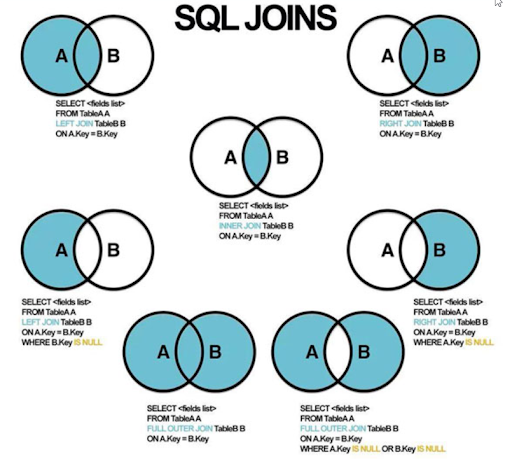 SQL JOINS
A B
SELECT <fields list>
FROM TableA A
LEFT JOIN TableB B
ON A.Key = B.Key
A B
SELECT <fields list>
FROM TableA A
RIGHT JOIN TableB B
ON A.Key = B.Key
A B
SELECT <fields list>
FROM TableA A
INNER JOIN TableB B
ON A.Key = B.Key
A B
SELECT <fields list>
FROM TableA A
LEFT JOIN TableB B
ON A.Key = B.Key
WHERE B.Key IS NULL
A B
SELECT <fields list>
FROM TableA A
RIGHT JOIN TableB B
ON A.Key = B.Key
WHERE A.Key IS NULL
A B
SELECT <fields list>
FROM TableA A
FULL OUTER JOIN TableB B
ON A.Key = B.Key
A B
SELECT <fields list>
FROM TableA A
FULL OUTER JOIN TableB B
ON A.Key = B.Key
WHERE A.Key IS NULL OR B.Key IS NULL